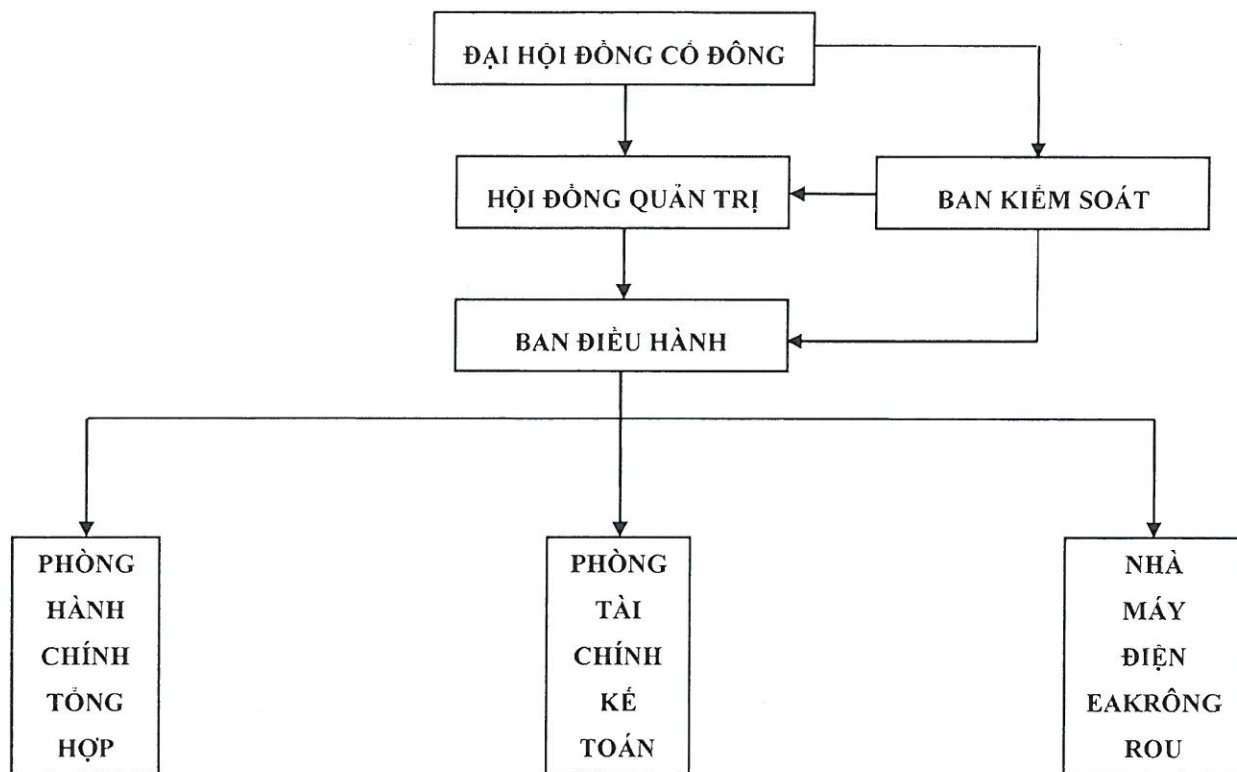 ĐẠI HỘI ĐỒNG CỔ ĐÔNG
HỘI ĐỒNG QUẢN TRỊ
BAN KIỂM SOÁT
BAN ĐIỀU HÀNH
PHÒNG
HÀNH
CHÍNH
TỔNG
HỢP
PHÒNG
TÀI
CHÍNH
KẾ
TOÁN
NHÀ
MÁY
ĐIỆN
EAKRÔNG
ROU